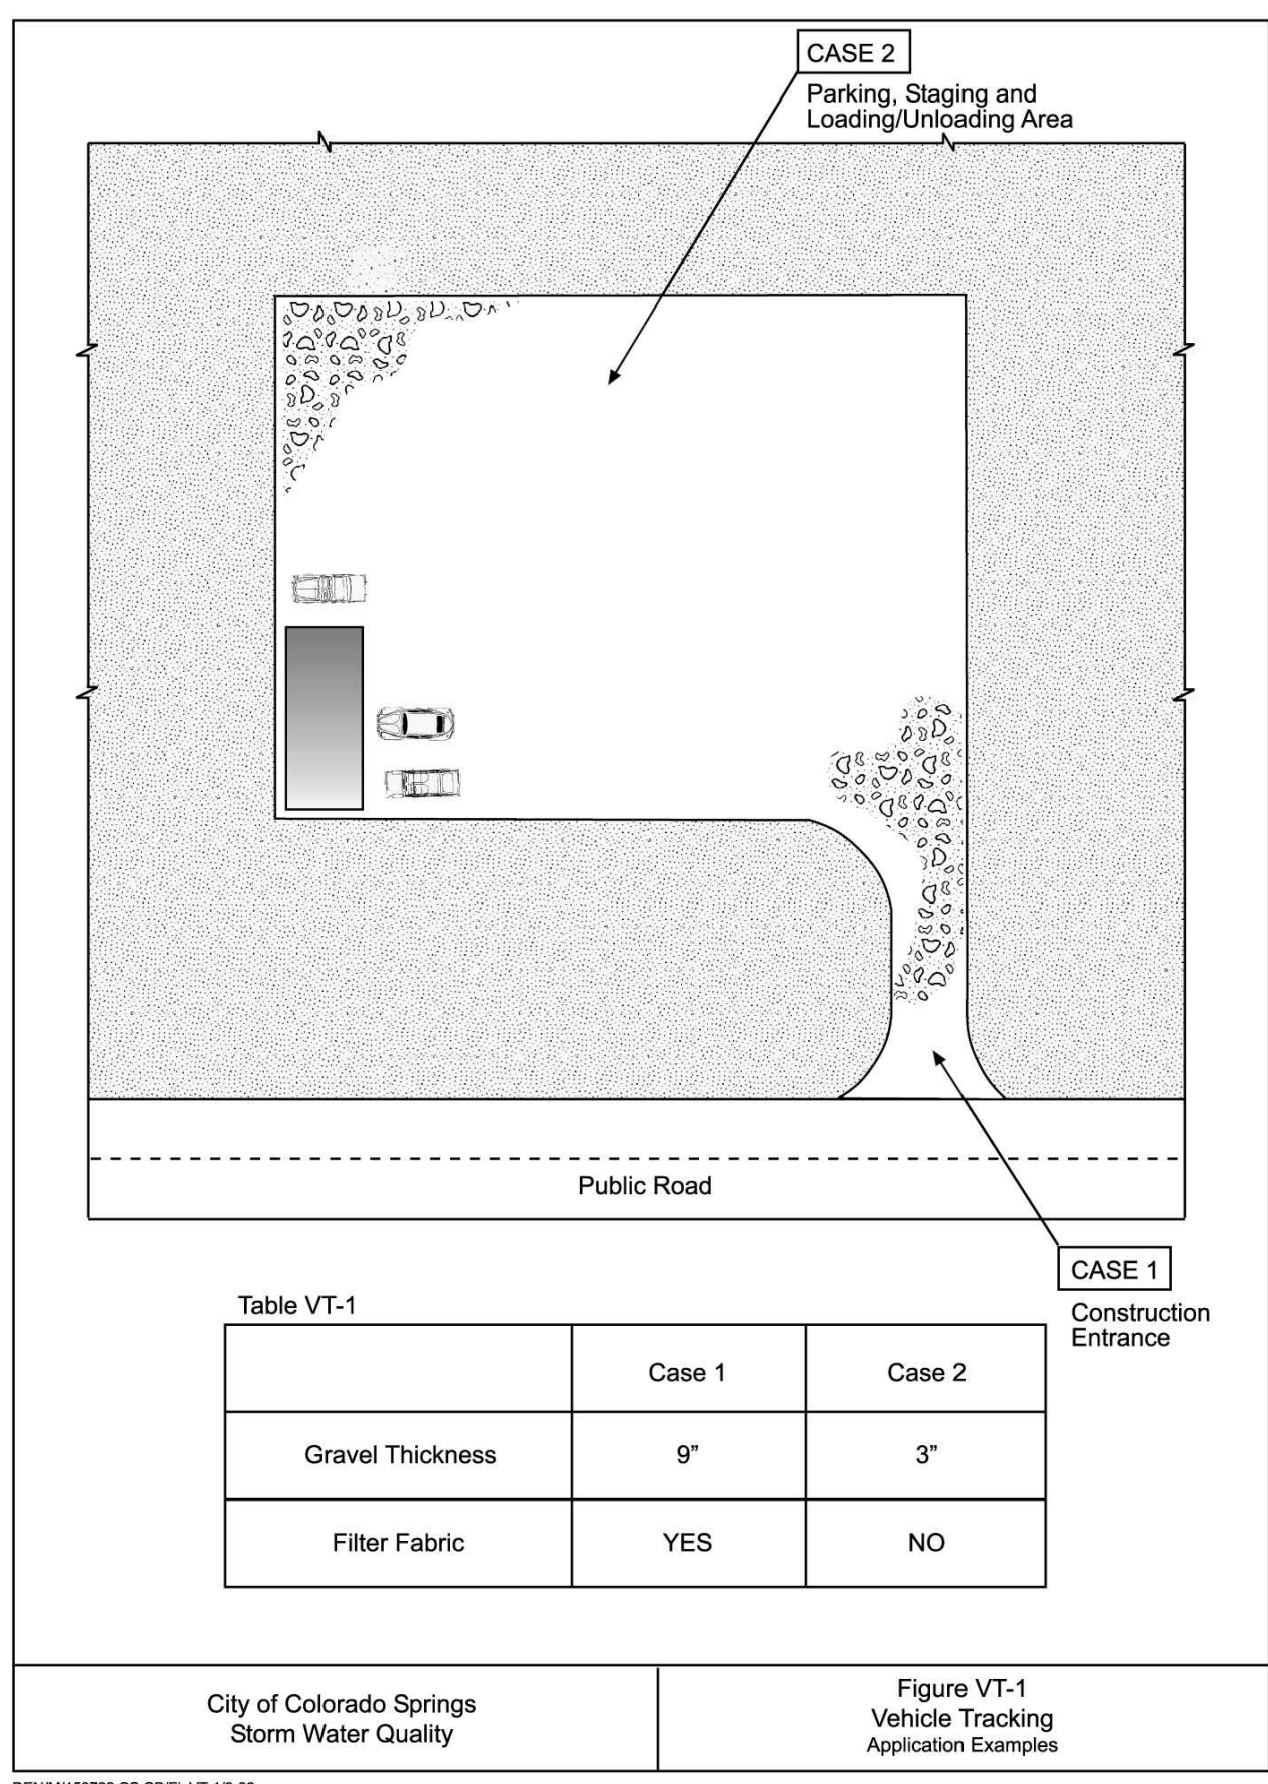 CASE 2
Parking, Staging and
Loading/Unloading Area
Public Road
CASE 1
Construction
Entrance
Table VT-1
Case 1 Case 2
Gravel Thickness 9” 3”
Filter Fabric YES NO
City of Colorado Springs
Storm Water Quality
Figure VT-1
Vehicle Tracking
Application Examples